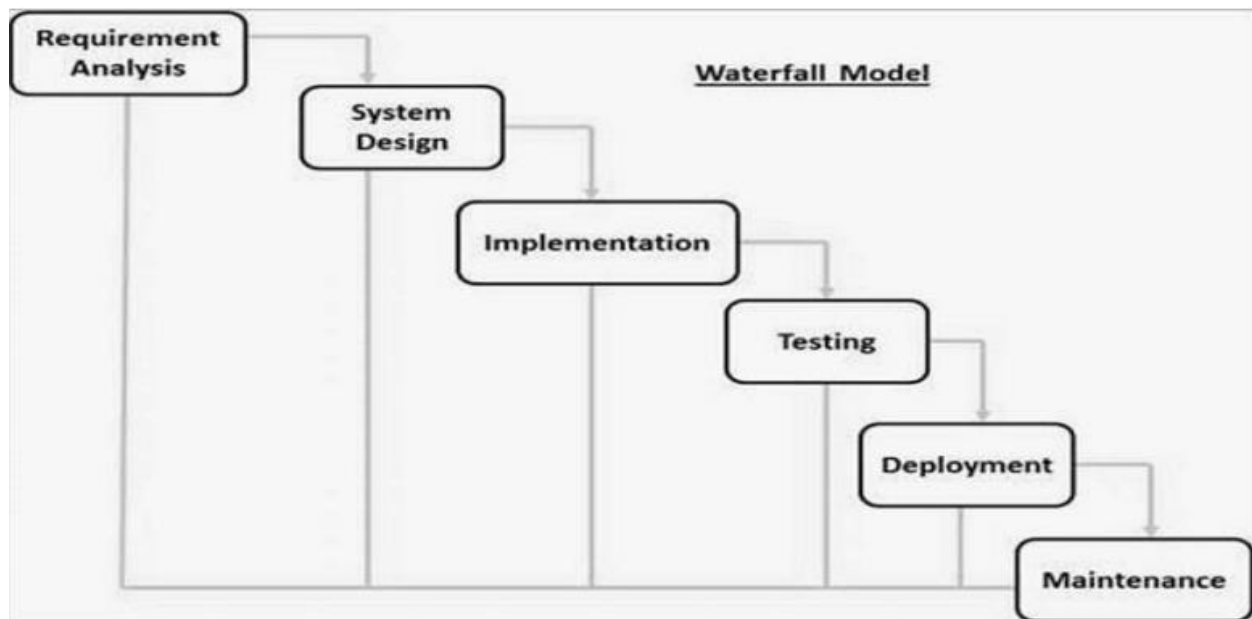 Requirement
Analysis
Waterfall Model
System
Design
Implementation
Testing
Deployment
Maintenance